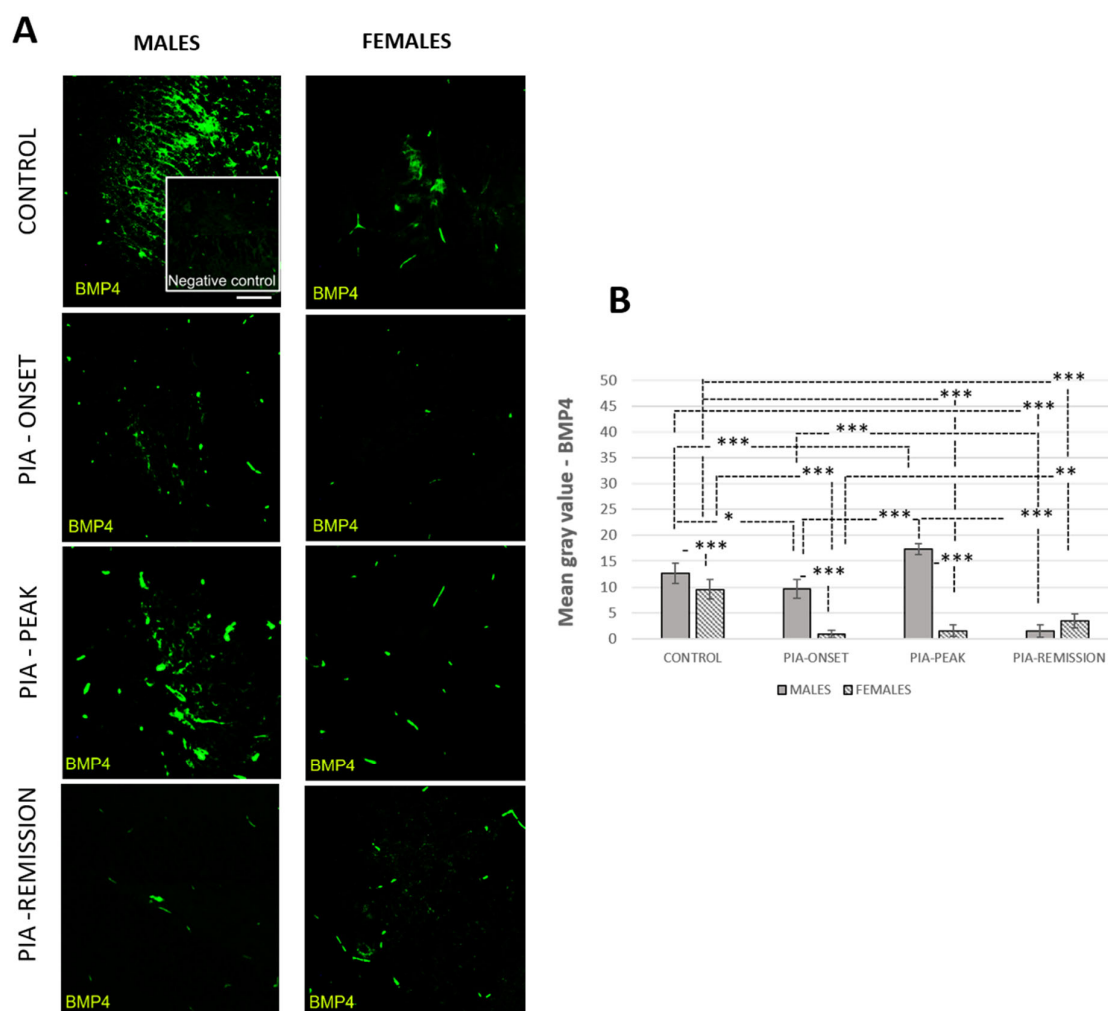 A
MALES
FEMALES
CONTROL
BMP4
Negative control
BMP4
PIA - ONSET
PIA - PEAK
BMP4
BMP4
PIA -REMISSION
BMP4
BMP4
B
Mean gray value - BMP4
50
45
40
35
30
25
20
15
10
5
0
***
***
***
***
***
***
**
*
***
***
***
***
***
CONTROL
PIA-ONSET
PIA-PEAK
PIA-REMISSION
MALES
FEMALES